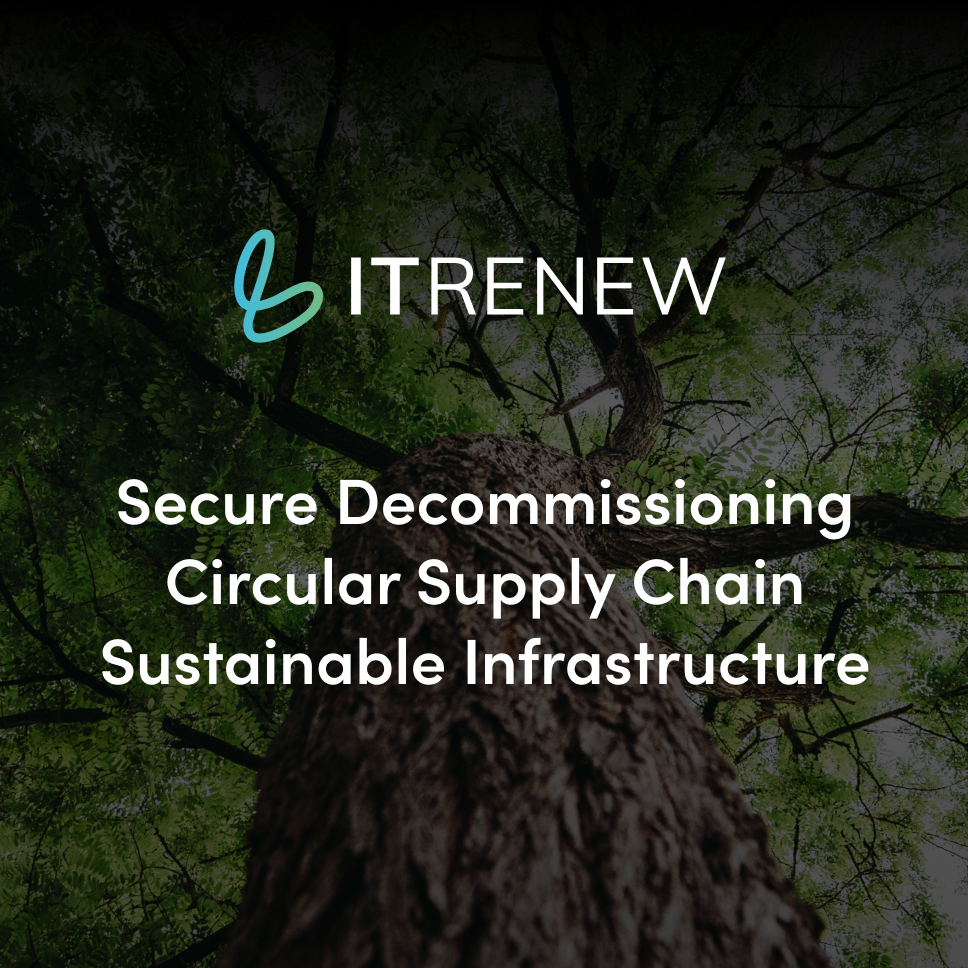 ITRENEW
Secure Decommissioning
Circular Supply Chain
Sustainable Infrastructure